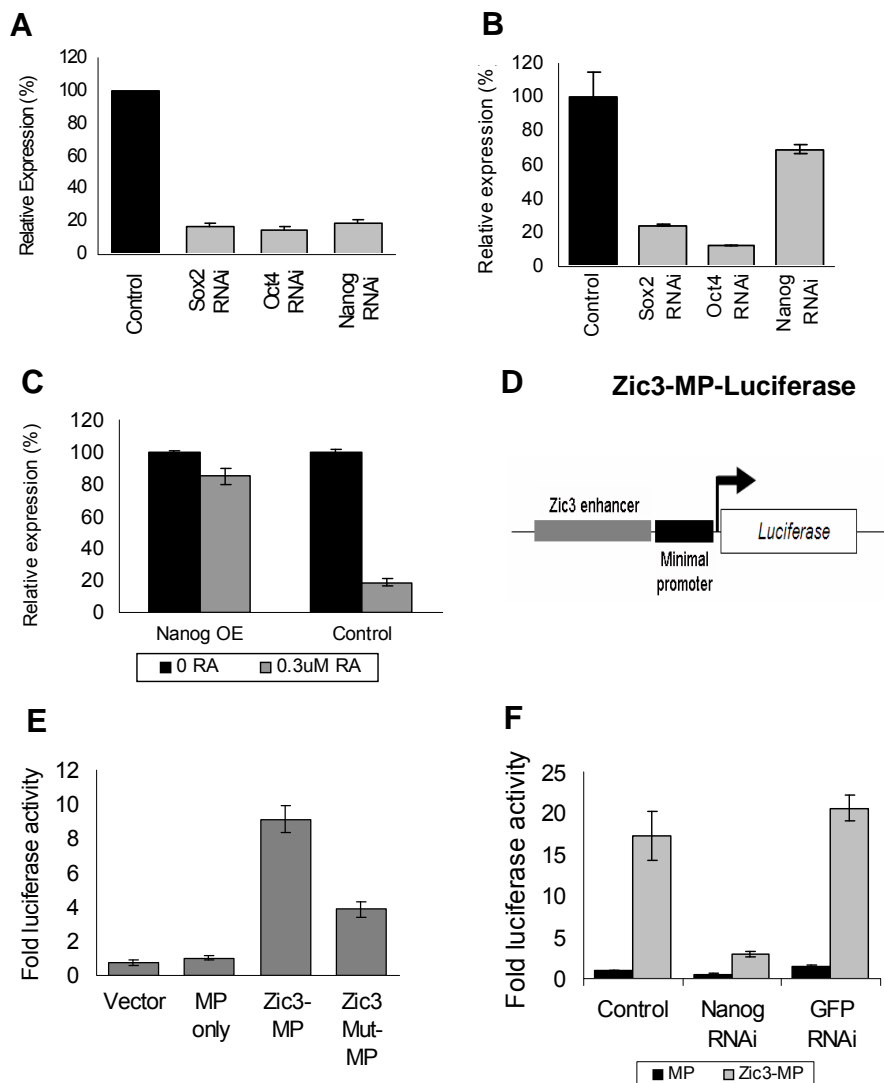 A
Relative Expression (%)
120
100
80
60
40
20
0
Control
Sox2
RNAi
Oct4
RNAi
Nanog
RNAi
B
Relative expression (%)
120
100
80
60
40
20
0
Control
Sox2
RNAi
Oct4
RNAi
Nanog
RNAi
C
Relative expression (%)
120
100
80
60
40
20
0
Nanog OE
Control
0 RA
0.3uM RA
D
Zic3-MP-Luciferase
Zic3 enhancer
Minimal
promoter
Luciferase
E
Fold luciferase activity
12
10
8
6
4
2
0
Vector
MP
only
Zic3-
MP
Zic3
Mut-
MP
F
Fold luciferase activity
25
20
15
10
5
0
Control
Nanog
RNAi
GFP
RNAi
MP
Zic3-MP